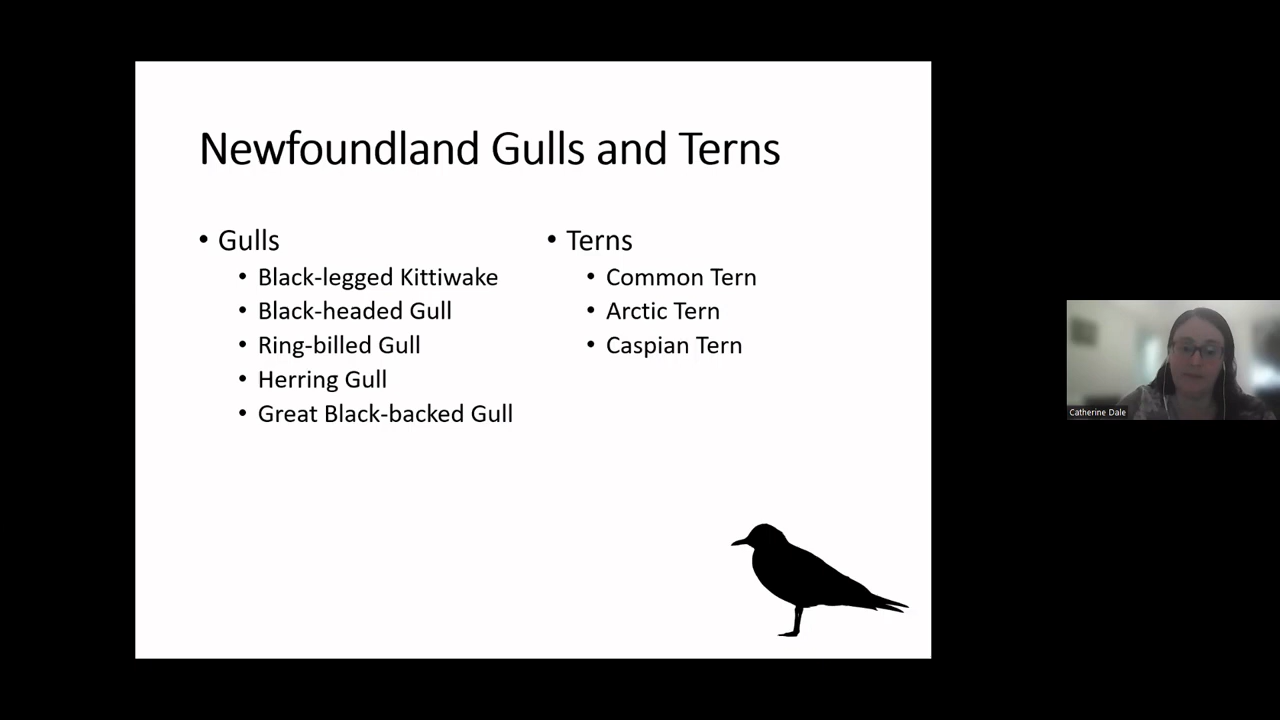 Newfoundland Gulls and Terns
• Gulls
• Black-legged Kittiwake
• Black-headed Gull
• Ring-billed Gull
• Herring Gull
• Great Black-backed Gull
• Terns
• Common Tern
• Arctic Tern
• Caspian Tern
Catherine Dale